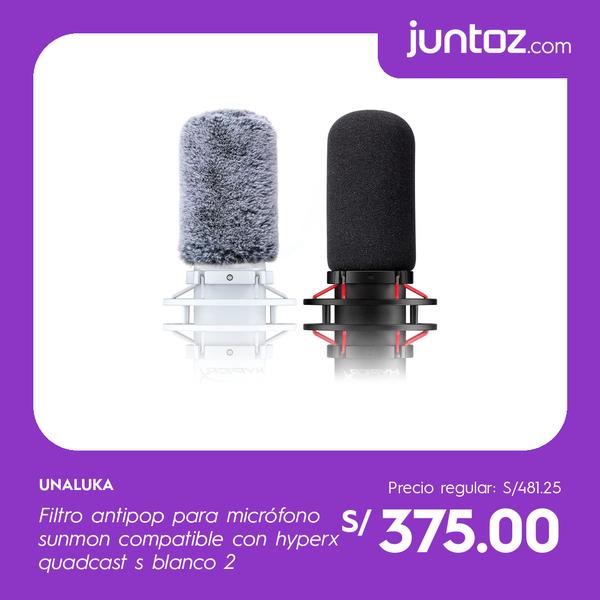 juntoz.com
UNALUKA
Filtro antipop para micrófono
sunmon compatible con hyperx
quadcast s blanco 2
Precio regular: S/481.25
S/ 375.00